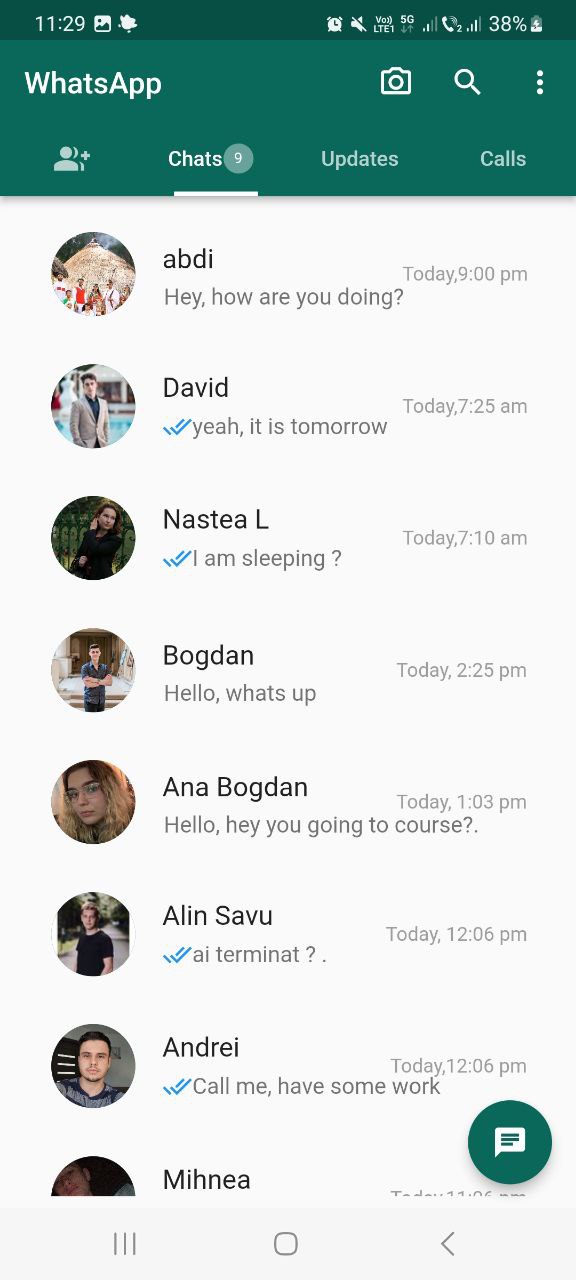 11:29 Vo)) LTE1 5G 2 38%
WhatsApp
Chats 9 Updates Calls
abdi
Today,9:00 pm
Hey, how are you doing?
David
Today,7:25 am
yeah, it is tomorrow
Nastea L
Today,7:10 am
I am sleeping ?
Bogdan
Today, 2:25 pm
Hello, whats up
Ana Bogdan
Today, 1:03 pm
Hello, hey you going to course?.
Alin Savu
Today, 12:06 pm
ai terminat ? .
Andrei
Today,12:06 pm
Call me, have some work
Mihnea